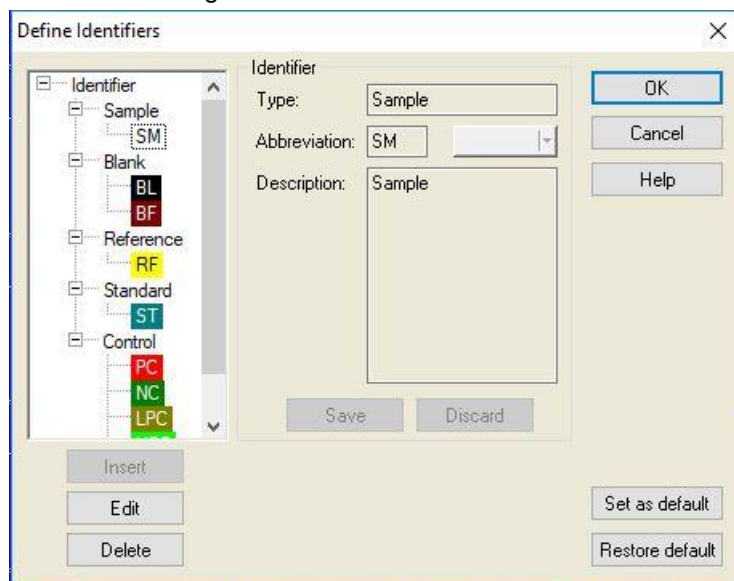 Define Identifiers
Identifier
Sample
SM
Blank
BL
BF
Reference
RF
Standard
ST
Control
PC
NC
LPC
Insert
Edit
Delete
Identifier
Type: Sample
Abbreviation: SM
Description: Sample
Save Discard
OK
Cancel
Help
Set as default
Restore default